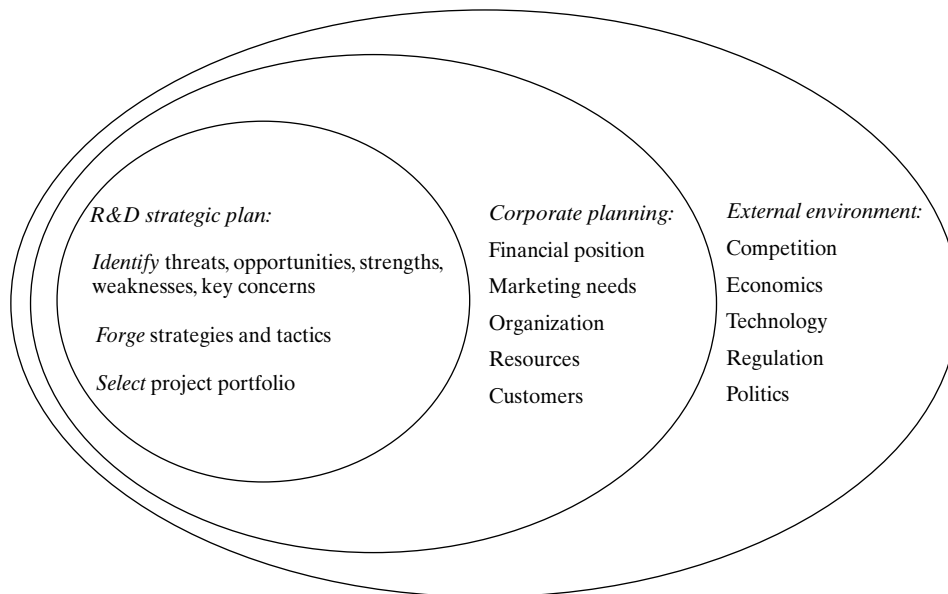 R&D strategic plan:
Identify threats, opportunities, strengths,
weaknesses, key concerns
Forge strategies and tactics
Select project portfolio
Corporate planning:
Financial position
Marketing needs
Organization
Resources
Customers
External environment:
Competition
Economics
Technology
Regulation
Politics